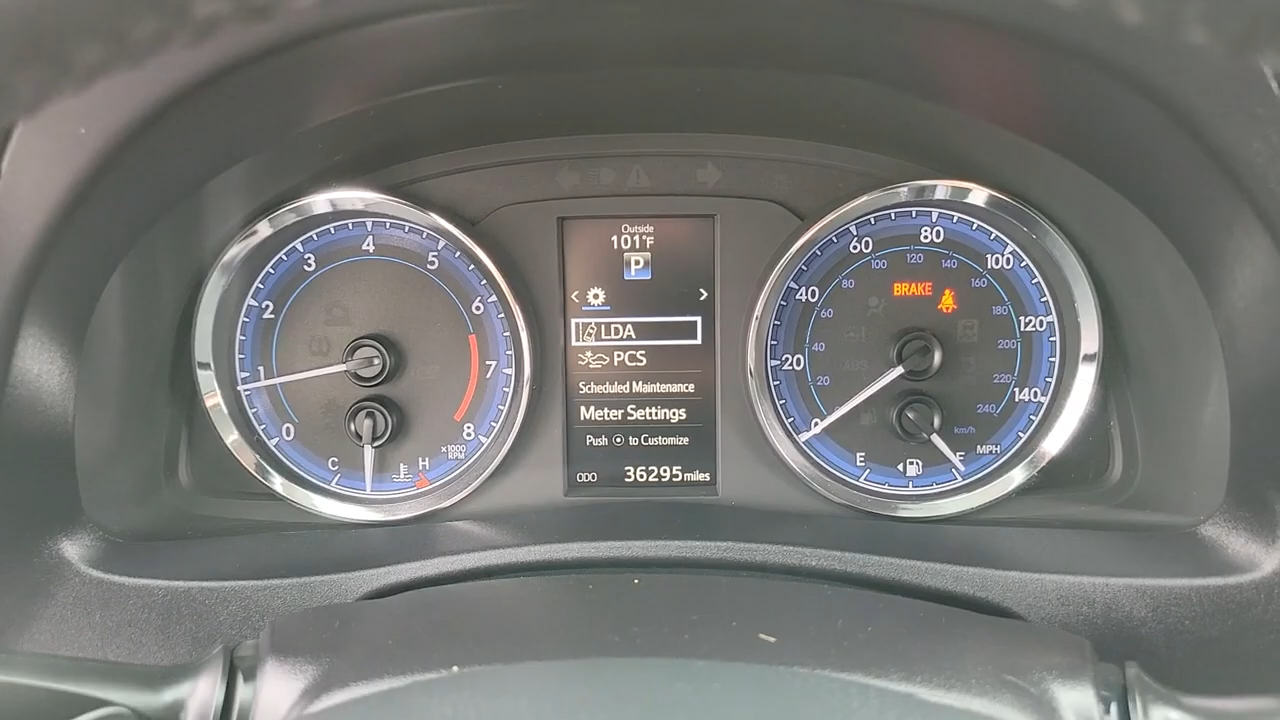 Outside
101°F
P
LDA
PCS
Scheduled Maintenance
Meter Settings
Push to Customize
ODO 36295 miles
0 1 2 3 4 5 6 7 8
x1000
RPM
C H
0 20 40 60 80 100 120 140
MPH
20 40 60 80 100 120 140 160 180 200 220 240
km/h
BRAKE
E F